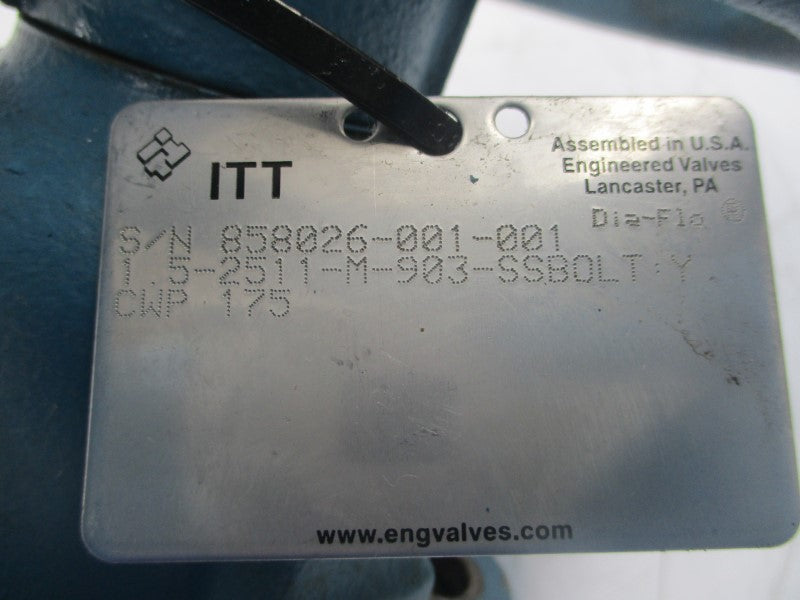 ITT
Assembled in U.S.A.
Engineered Valves
Lancaster, PA
Dia-Flo
S/N 858026-001-001
1.5-2511-M-903-SSBOLT:Y
CWP 175
www.engvalves.com